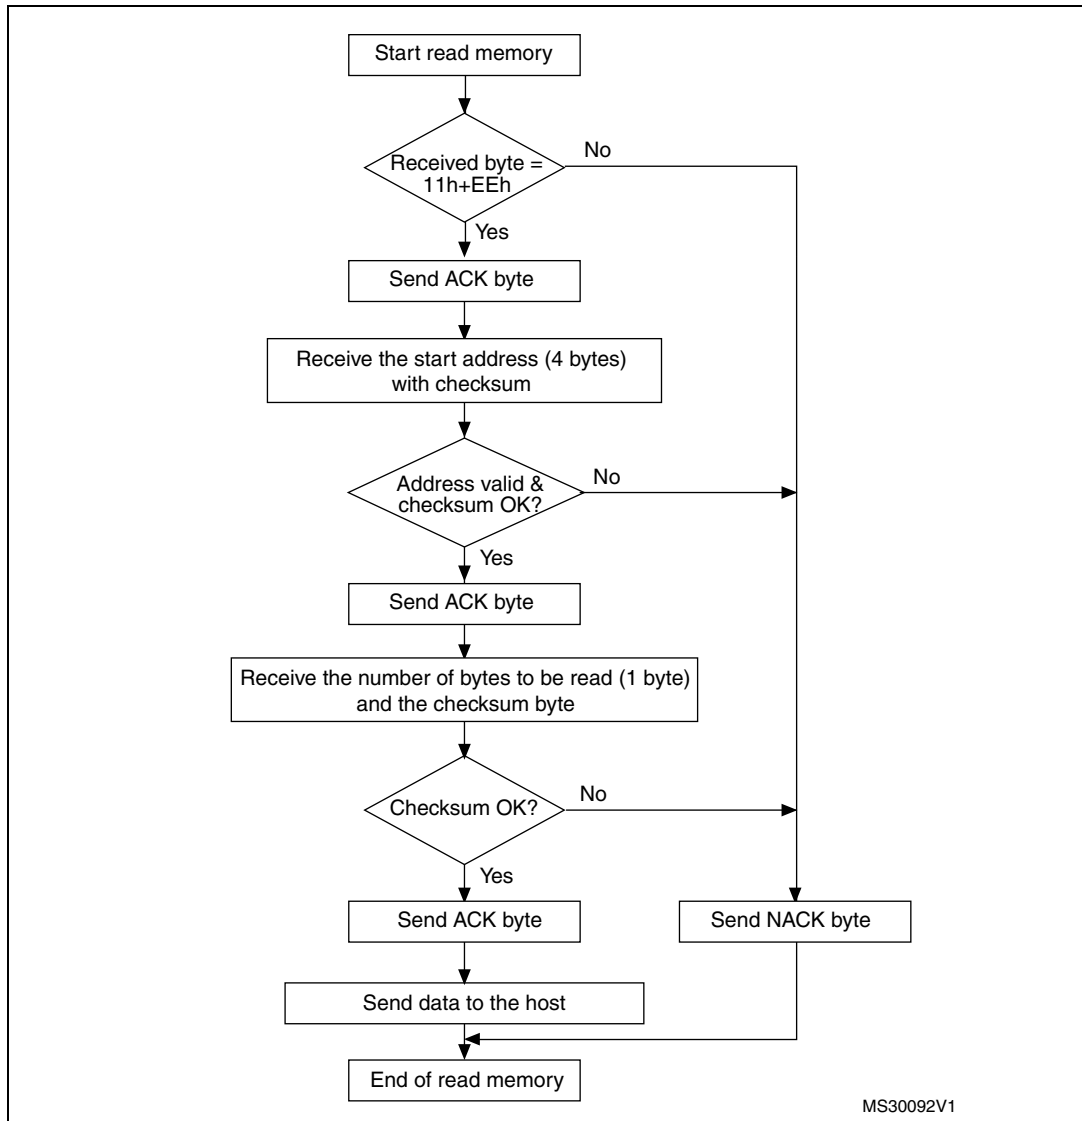 Start read memory
Received byte =
11h+EEh
No
Yes
Send ACK byte
Receive the start address (4 bytes)
with checksum
Address valid &
checksum OK?
No
Yes
Send ACK byte
Receive the number of bytes to be read (1 byte)
and the checksum byte
Checksum OK?
No
Yes
Send ACK byte
Send NACK byte
Send data to the host
End of read memory
MS30092V1